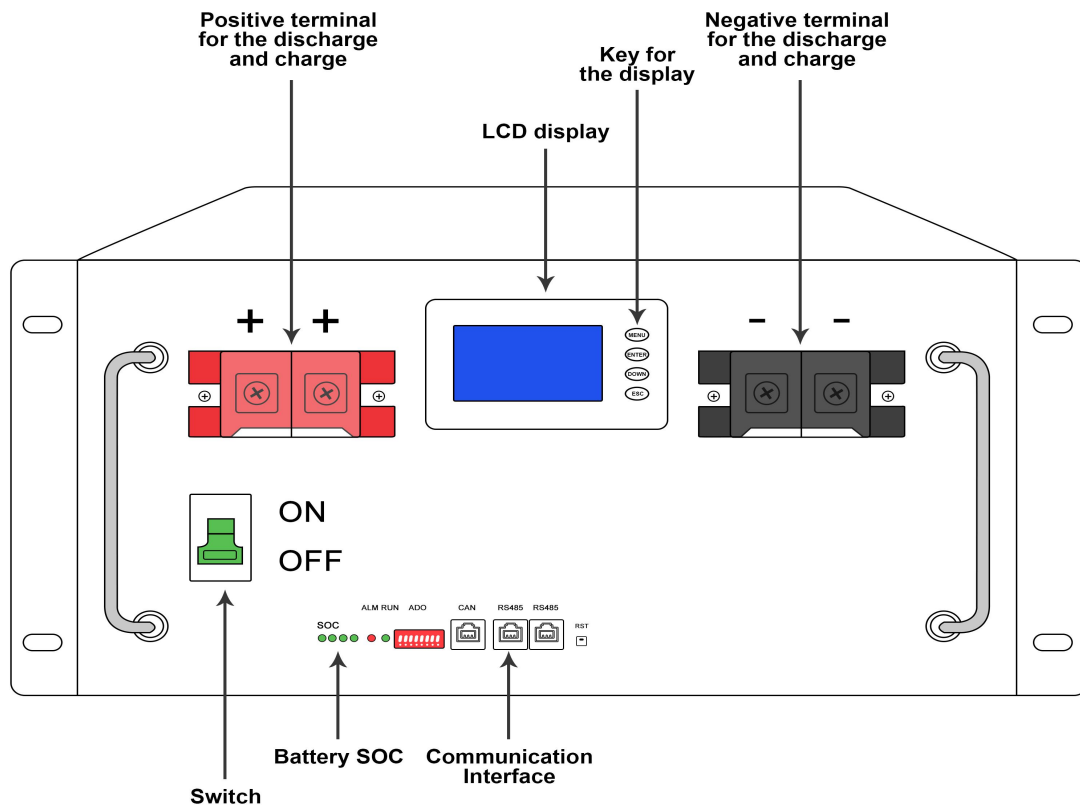 Positive terminal
for the discharge
and charge
Negative terminal
for the discharge
and charge
Key for
the display
LCD display
+ +
- -
MENU
ENTER
DOWN
ESC
ON
OFF
ALM RUN ADO CAN RS485 RS485
SOC
RST
Battery SOC
Communication
Interface
Switch